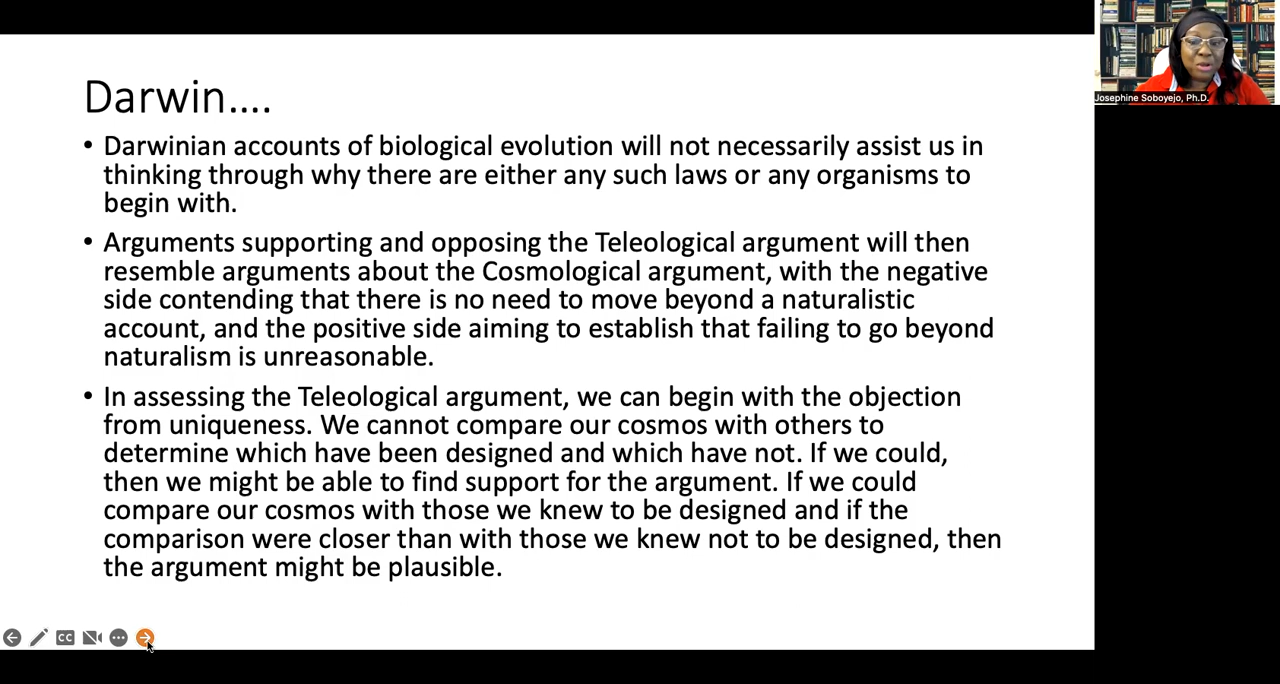 Darwin….
• Darwinian accounts of biological evolution will not necessarily assist us in
thinking through why there are either any such laws or any organisms to
begin with.
• Arguments supporting and opposing the Teleological argument will then
resemble arguments about the Cosmological argument, with the negative
side contending that there is no need to move beyond a naturalistic
account, and the positive side aiming to establish that failing to go beyond
naturalism is unreasonable.
• In assessing the Teleological argument, we can begin with the objection
from uniqueness. We cannot compare our cosmos with others to
determine which have been designed and which have not. If we could,
then we might be able to find support for the argument. If we could
compare our cosmos with those we knew to be designed and if the
comparison were closer than with those we knew not to be designed, then
the argument might be plausible.
CC
Josephine Soboyejo, Ph.D.